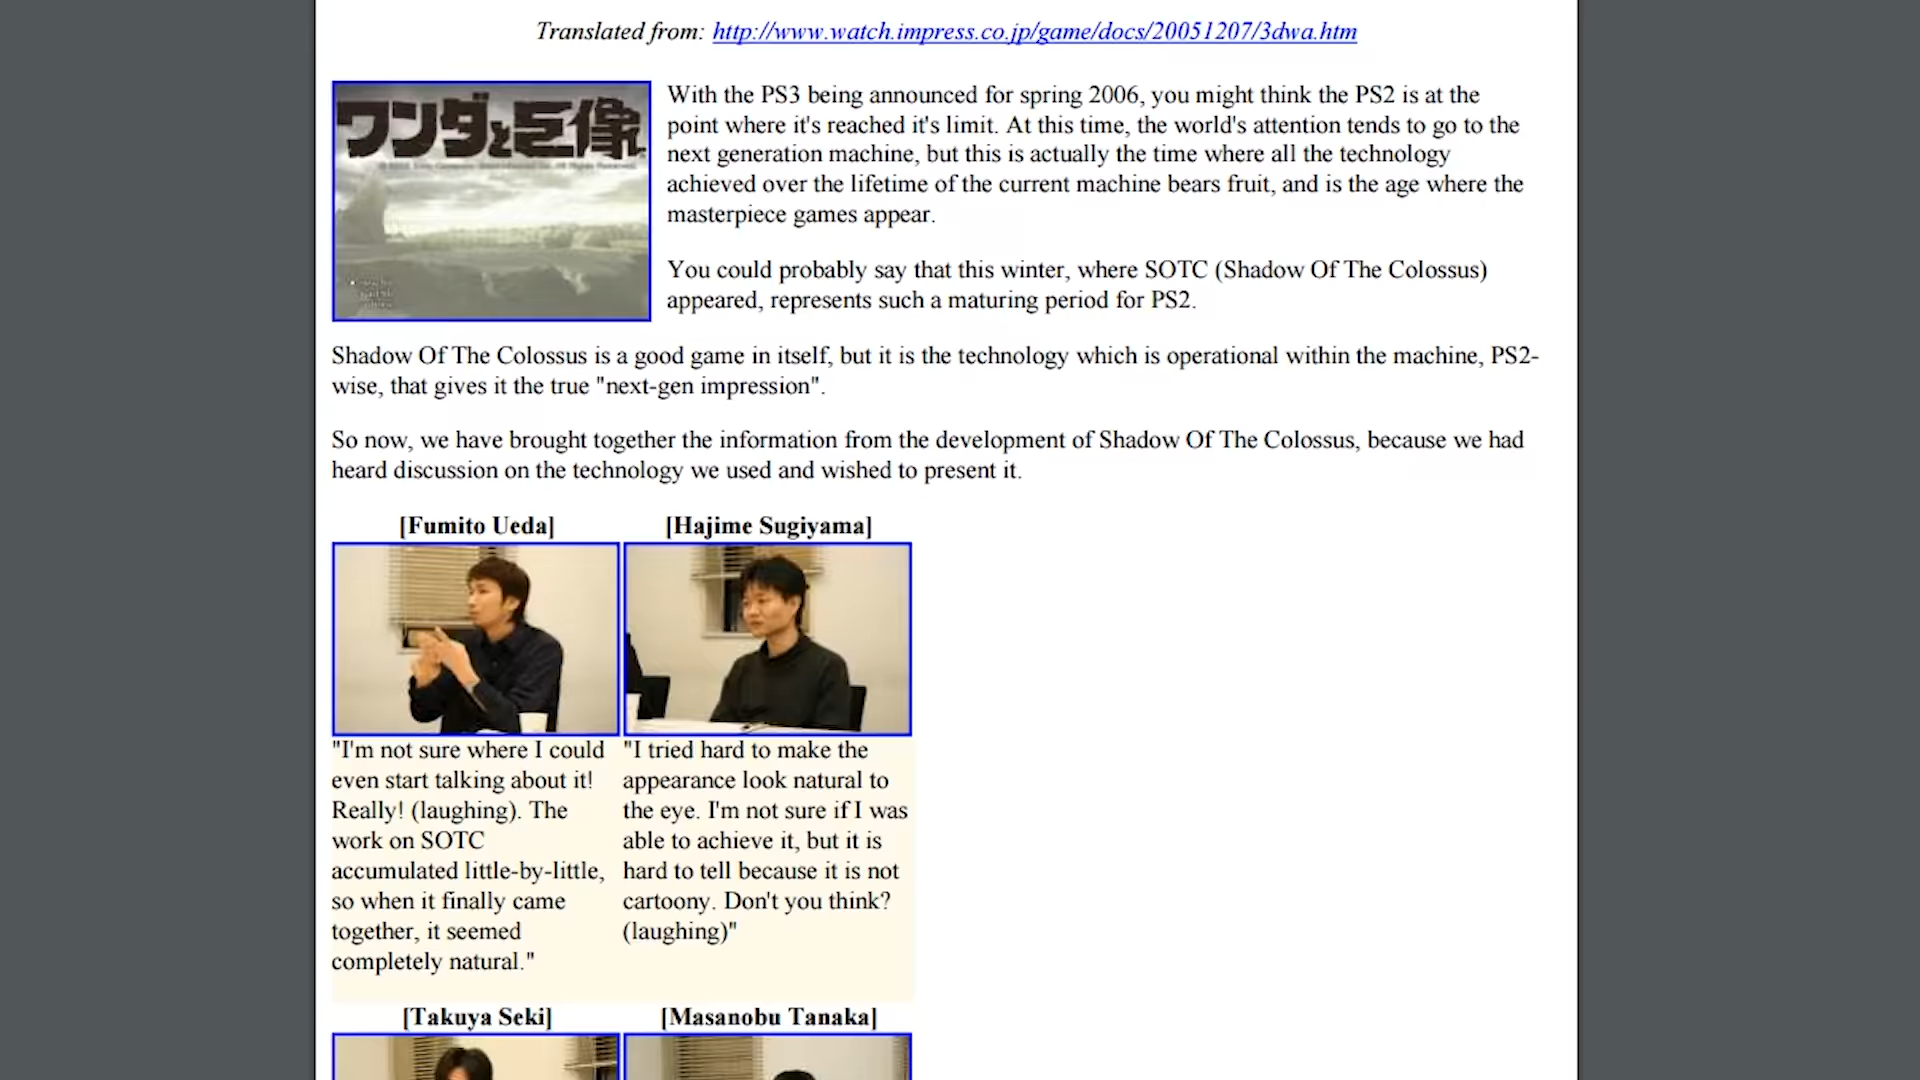 Translated from: http://www.watch.impress.co.jp/game/docs/20051207/3dwa.htm
ワンダと巨像
With the PS3 being announced for spring 2006, you might think the PS2 is at the
point where it's reached it's limit. At this time, the world's attention tends to go to the
next generation machine, but this is actually the time where all the technology
achieved over the lifetime of the current machine bears fruit, and is the age where the
masterpiece games appear.
You could probably say that this winter, where SOTC (Shadow Of The Colossus)
appeared, represents such a maturing period for PS2.
Shadow Of The Colossus is a good game in itself, but it is the technology which is operational within the machine, PS2-
wise, that gives it the true "next-gen impression".
So now, we have brought together the information from the development of Shadow Of The Colossus, because we had
heard discussion on the technology we used and wished to present it.
[Fumito Ueda]
"I'm not sure where I could
even start talking about it!
Really! (laughing). The
work on SOTC
accumulated little-by-little,
so when it finally came
together, it seemed
completely natural."
[Hajime Sugiyama]
"I tried hard to make the
appearance look natural to
the eye. I'm not sure if I was
able to achieve it, but it is
hard to tell because it is not
cartoony. Don't you think?
(laughing)"
[Takuya Seki]
[Masanobu Tanaka]